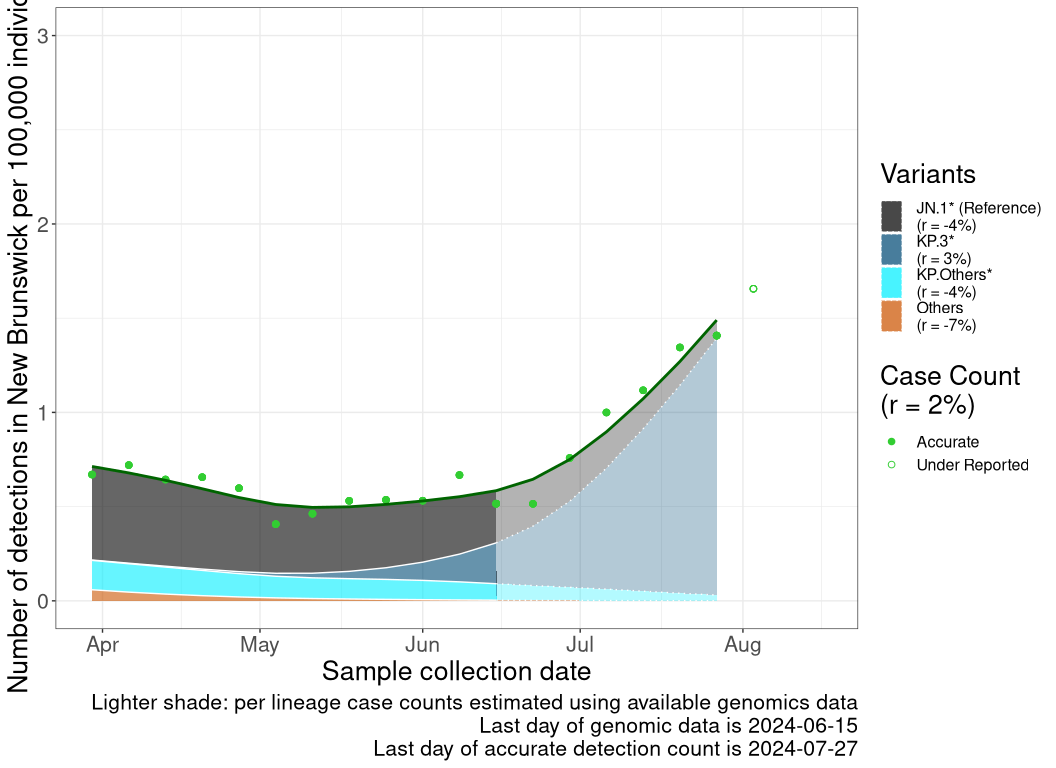 Number of detections in New Brunswick per 100,000
3
2
1
0
Apr May Jun Jul Aug
Sample collection date
Lighter shade: per lineage case counts estimated using available genomics data
Last day of genomic data is 2024-06-15
Last day of accurate detection count is 2024-07-27
Variants
JN.1* (Reference)
(r = -4%)
KP.3*
(r = 3%)
KP.Others*
(r = -4%)
Others
(r = -7%)
Case Count
(r = 2%)
Accurate
Under Reported